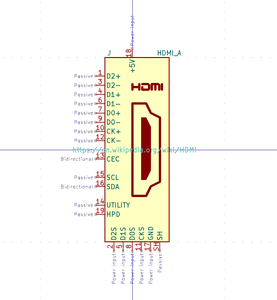 Power input
18
+5V
J
HDMI_A
HDMI
Passive 1 D2+
Passive 3 D2-
Passive 4 D1+
Passive 6 D1-
Passive 7 D0+
Passive 9 D0-
Passive 10 CK+
Passive 12 CK-
https://en.wikipedia.org/wiki/HDMI
Bidirectional 13 CEC
Passive 15 SCL
Bidirectional 16 SDA
Passive 14 UTILITY
Passive 19 HPD
D2S D1S D0S CKS GND SH
2 5 8 11 17 SH
Power input Power input Power input Power input Power input Passive